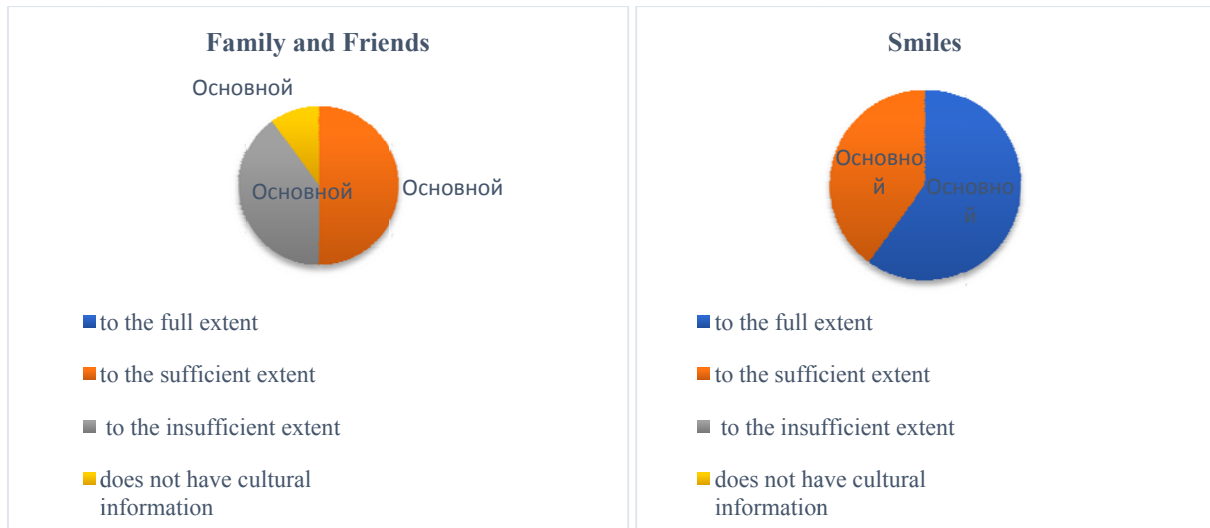 Family and Friends
Основной
Основной
Основной
to the full extent
to the sufficient extent
to the insufficient extent
does not have cultural
information
Smiles
Основно
й
Основно
й
to the full extent
to the sufficient extent
to the insufficient extent
does not have cultural
information